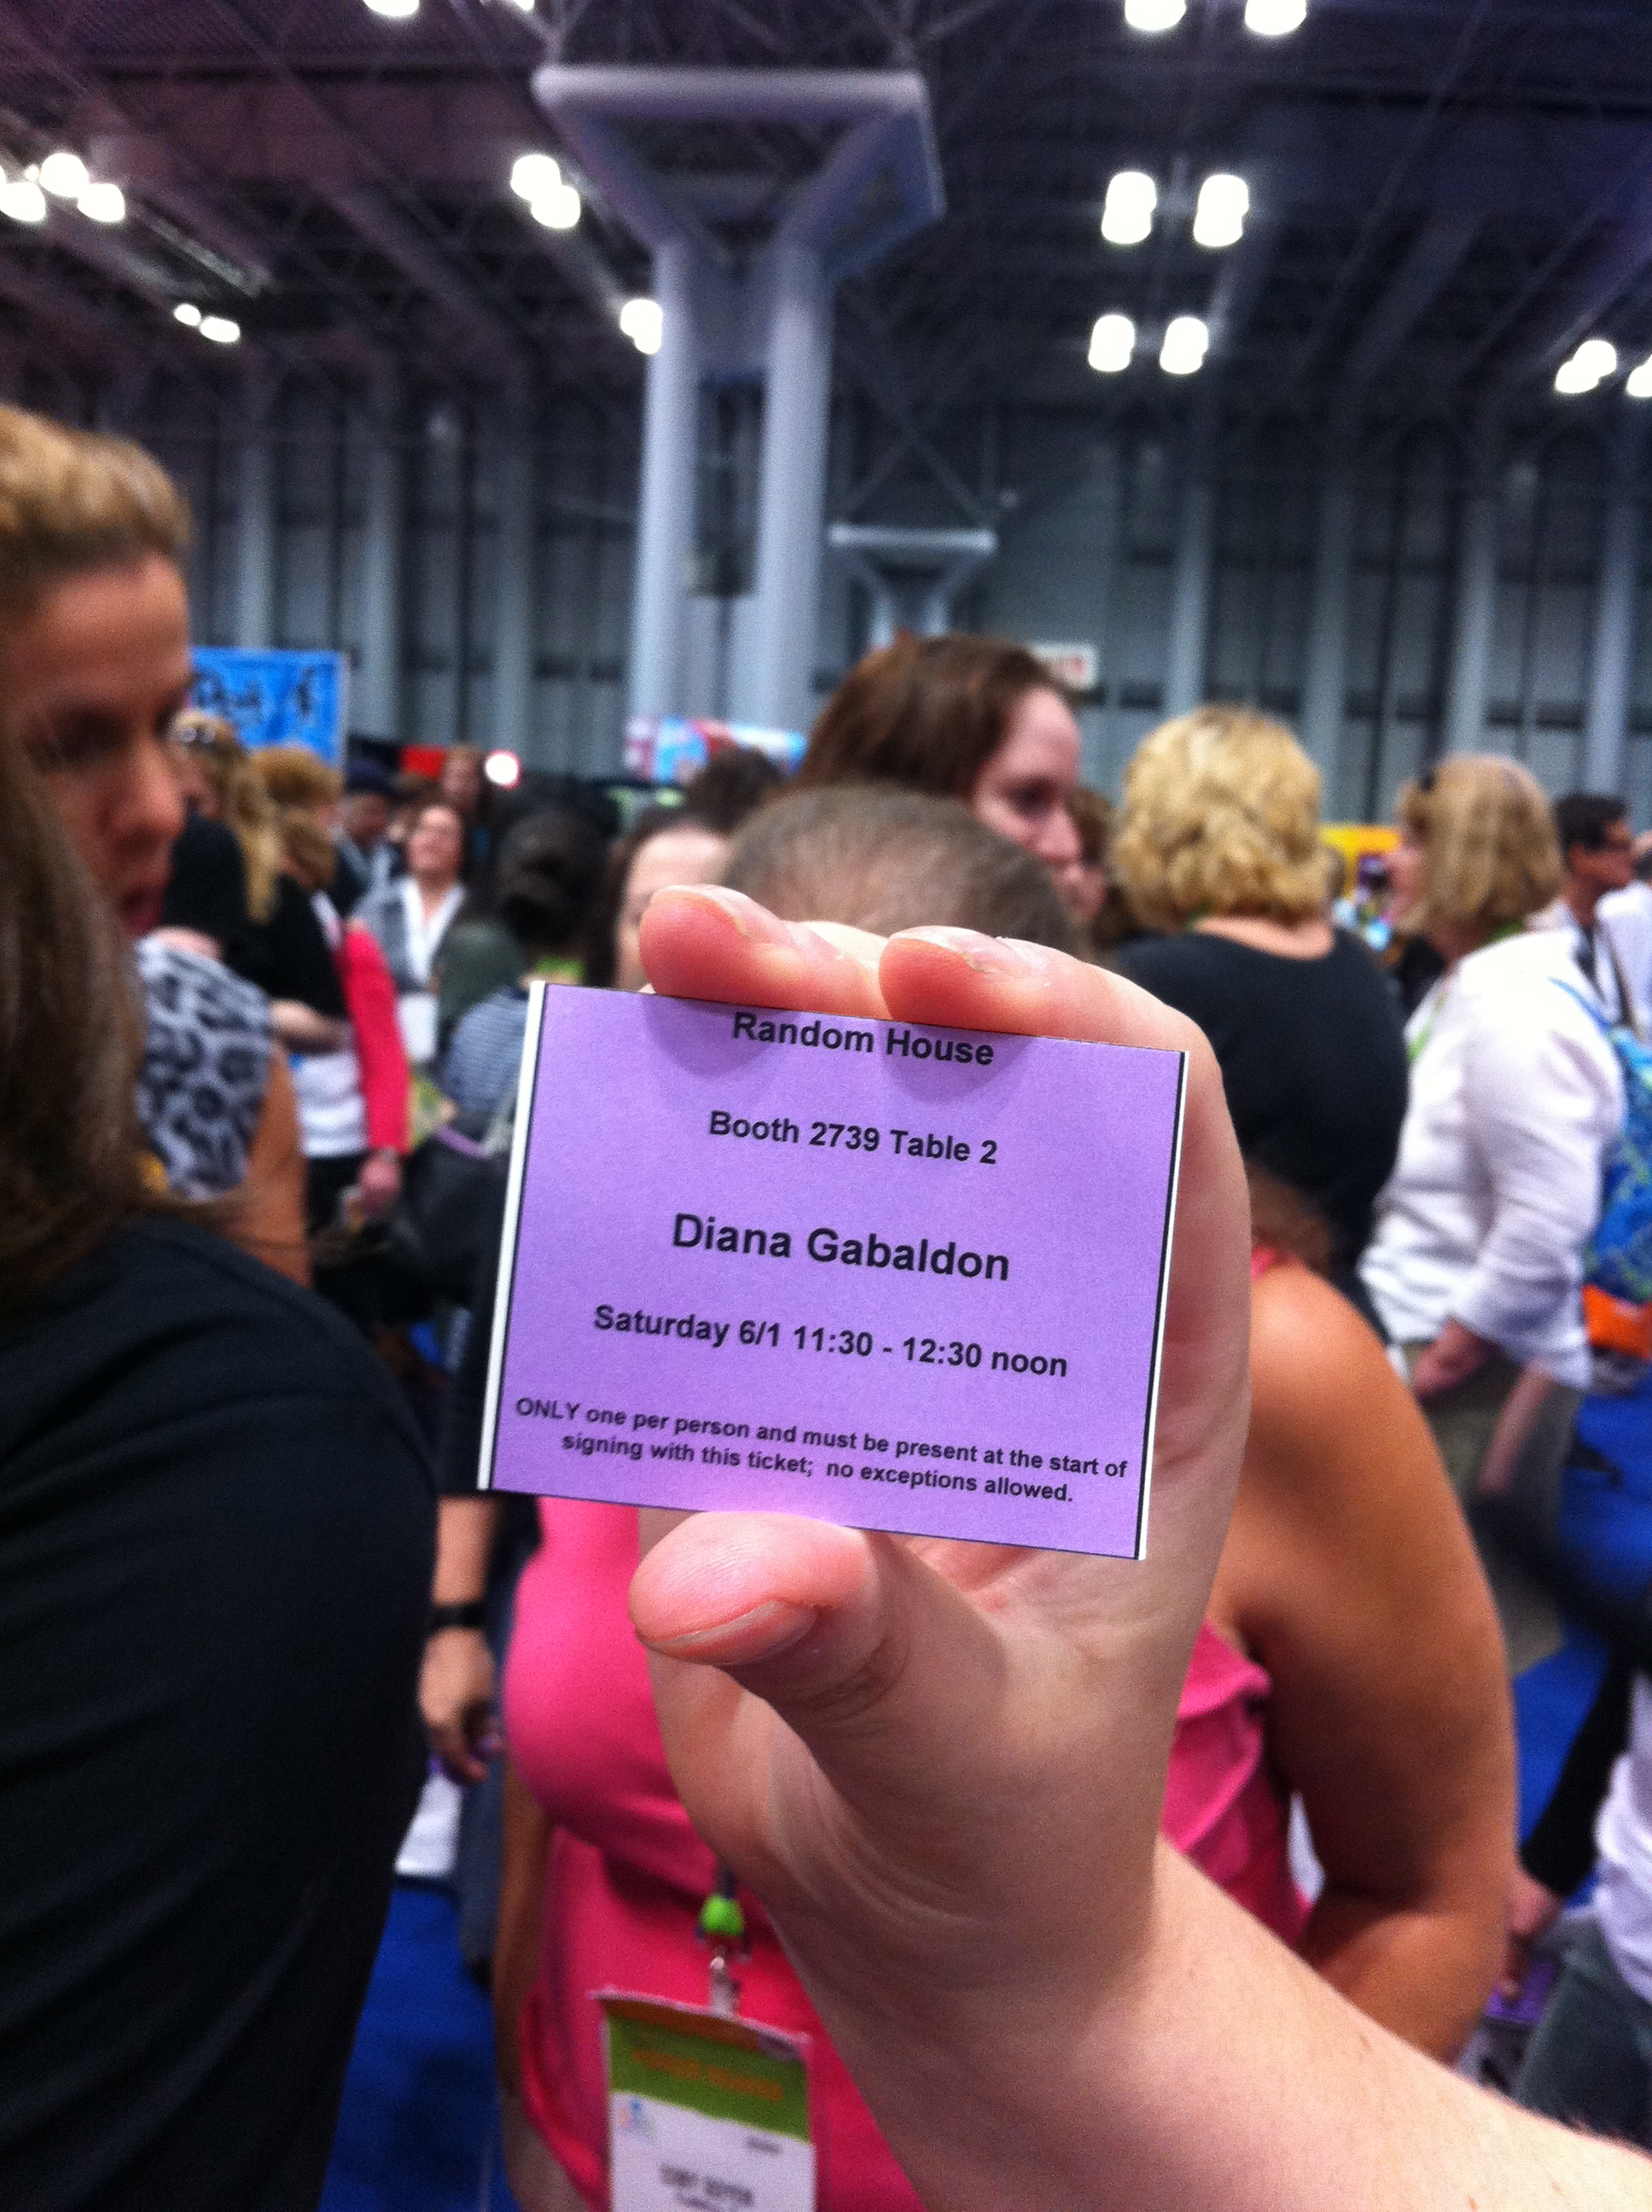 Random House
Booth 2739 Table 2
Diana Gabaldon
Saturday 6/1 11:30 - 12:30 noon
ONLY one per person and must be present at the start of
signing with this ticket; no exceptions allowed.